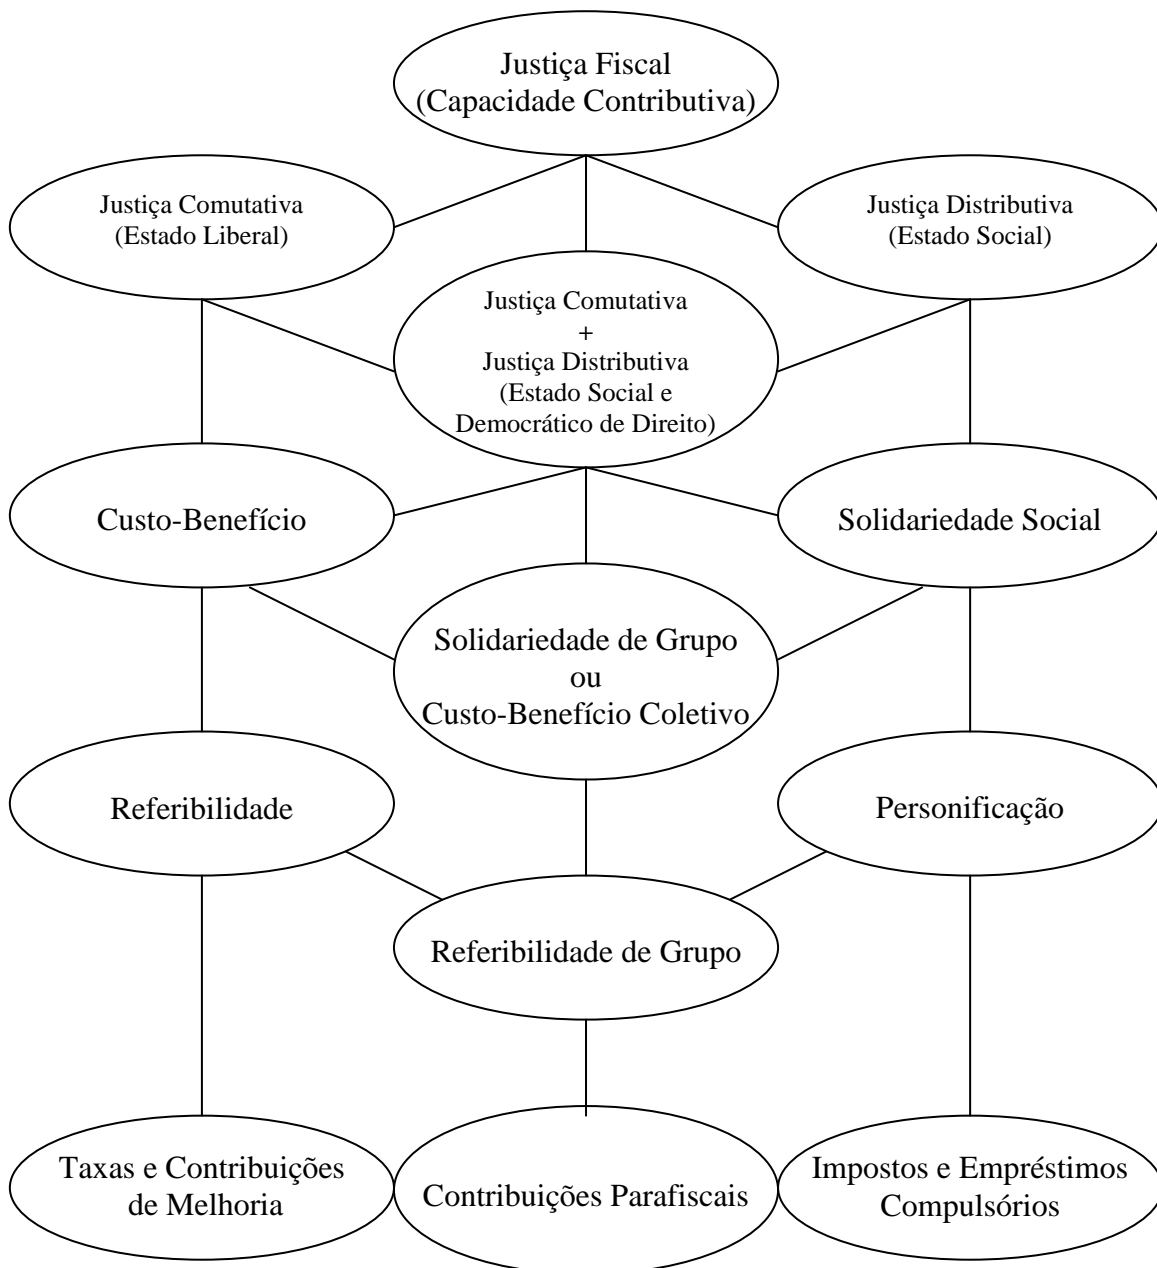 Justiça Fiscal
(Capacidade Contributiva)
Justiça Comutativa
(Estado Liberal)
Justiça Distributiva
(Estado Social)
Justiça Comutativa
+
Justiça Distributiva
(Estado Social e
Democrático de Direito)
Custo-Benefício
Solidariedade Social
Solidariedade de Grupo
ou
Custo-Benefício Coletivo
Referibilidade
Personificação
Referibilidade de Grupo
Taxas e Contribuições
de Melhoria
Contribuições Parafiscais
Impostos e Empréstimos
Compulsórios